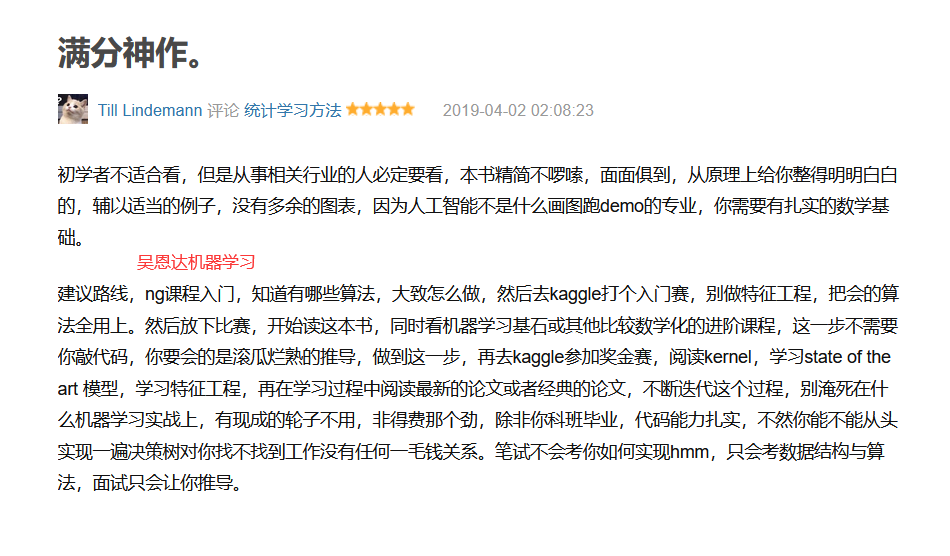 满分神作。
Till Lindemann 评论 统计学习方法 2019-04-02 02:08:23
初学者不适合看，但是从事相关行业的人必定要看，本书精简不啰嗦，面面俱到，从原理上给你整得明明白白
的，辅以适当的例子，没有多余的图表，因为人工智能不是什么画图跑demo的专业，你需要有扎实的数学基
础。
吴恩达机器学习
建议路线，ng课程入门，知道有哪些算法，大致怎么做，然后去kaggle打个入门赛，别做特征工程，把会的算
法全用上。然后放下比赛，开始读这本书，同时看机器学习基石或其他比较数学化的进阶课程，这一步不需要
你敲代码，你要会的是滚瓜烂熟的推导，做到这一步，再去kaggle参加奖金赛，阅读kernel，学习state of the
art 模型，学习特征工程，再在学习过程中阅读最新的论文或者经典的论文，不断迭代这个过程，别淹死在什
么机器学习实战上，有现成的轮子不用，非得费那个劲，除非你科班毕业，代码能力扎实，不然你能不能从头
实现一遍决策树对你找不找到工作没有任何一毛钱关系。笔试不会考你如何实现hmm，只会考数据结构与算
法，面试只会让你推导。